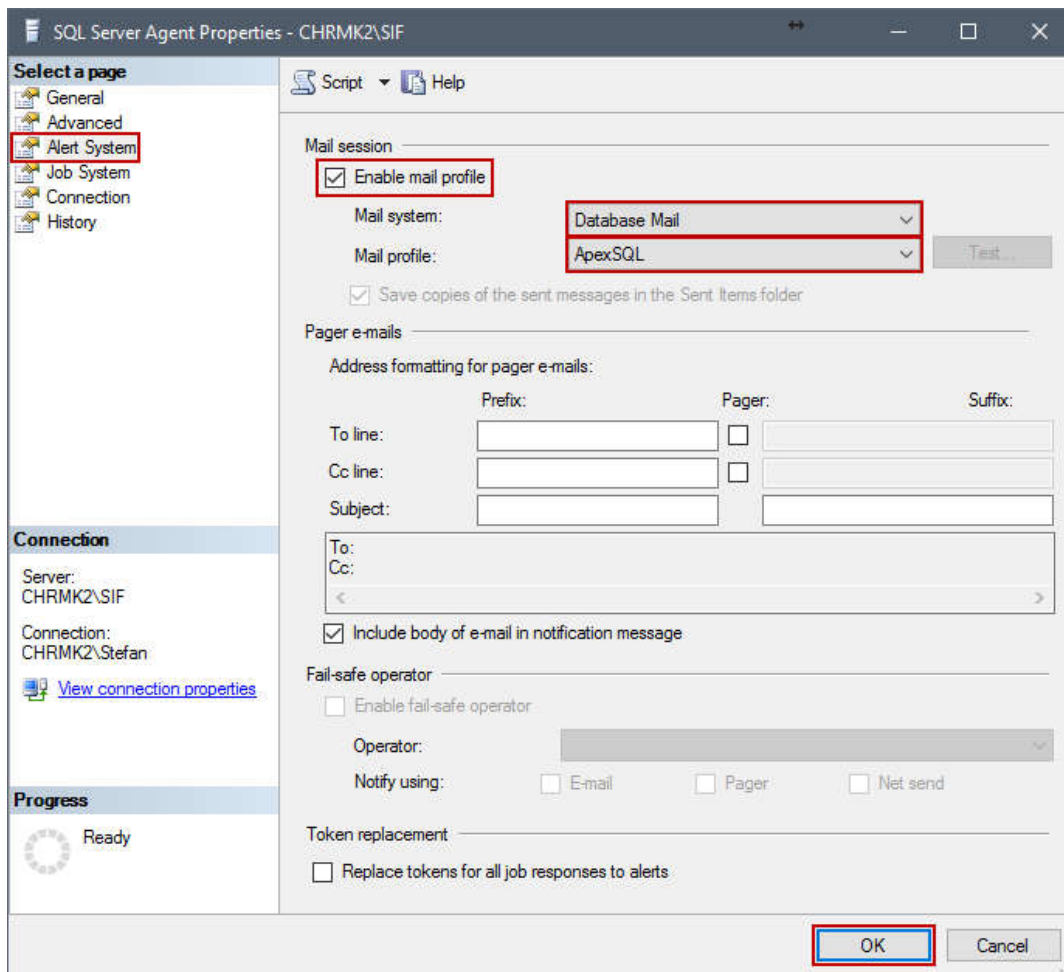 SQL Server Agent Properties - CHRMK2\SIF
Select a page
General
Advanced
Alert System
Job System
Connection
History
Script
Help
Mail session
Enable mail profile
Mail system:
Database Mail
Mail profile:
ApexSQL
Test...
Save copies of the sent messages in the Sent Items folder
Pager e-mails
Address formatting for pager e-mails:
Prefix:
Pager:
Suffix:
To line:
Cc line:
Subject:
To:
Cc:
Include body of e-mail in notification message
Connection
Server:
CHRMK2\SIF
Connection:
CHRMK2\Stefan
View connection properties
Fail-safe operator
Enable fail-safe operator
Operator:
Notify using:
E-mail
Pager
Net send
Progress
Ready
Token replacement
Replace tokens for all job responses to alerts
OK
Cancel